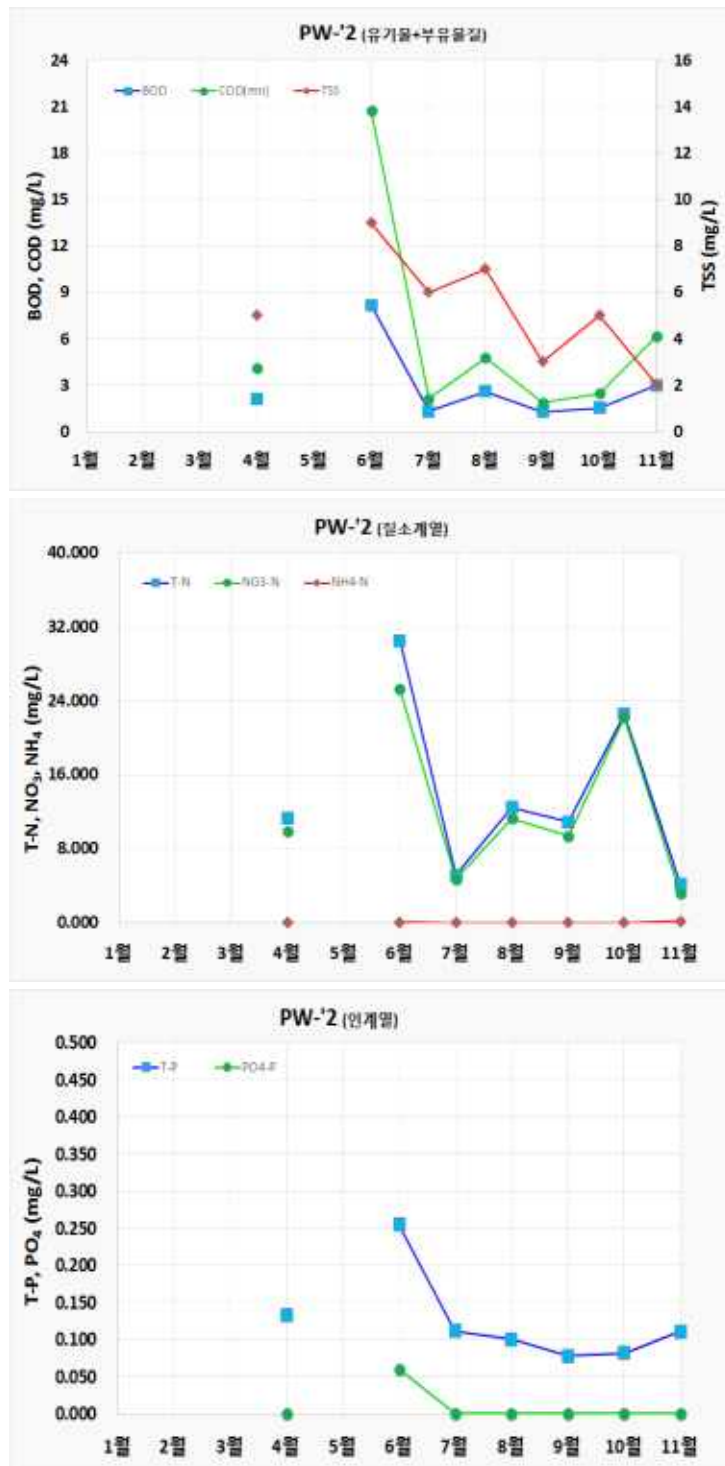 PW-'2 (유기물+부유물질)
BOD COD(mn) TSS
BOD, COD (mg/L)
24
21
18
15
12
9
6
3
0
TSS (mg/L)
16
14
12
10
8
6
4
2
0
1월 2월 3월 4월 5월 6월 7월 8월 9월 10월 11월
PW-'2 (질소계열)
T-N NO3-N NH4-N
T-N, NO₃, NH₄ (mg/L)
40.000
32.000
24.000
16.000
8.000
0.000
1월 2월 3월 4월 5월 6월 7월 8월 9월 10월 11월
PW-'2 (인계열)
T-P PO4-P
T-P, PO₄ (mg/L)
0.500
0.450
0.400
0.350
0.300
0.250
0.200
0.150
0.100
0.050
0.000
1월 2월 3월 4월 5월 6월 7월 8월 9월 10월 11월